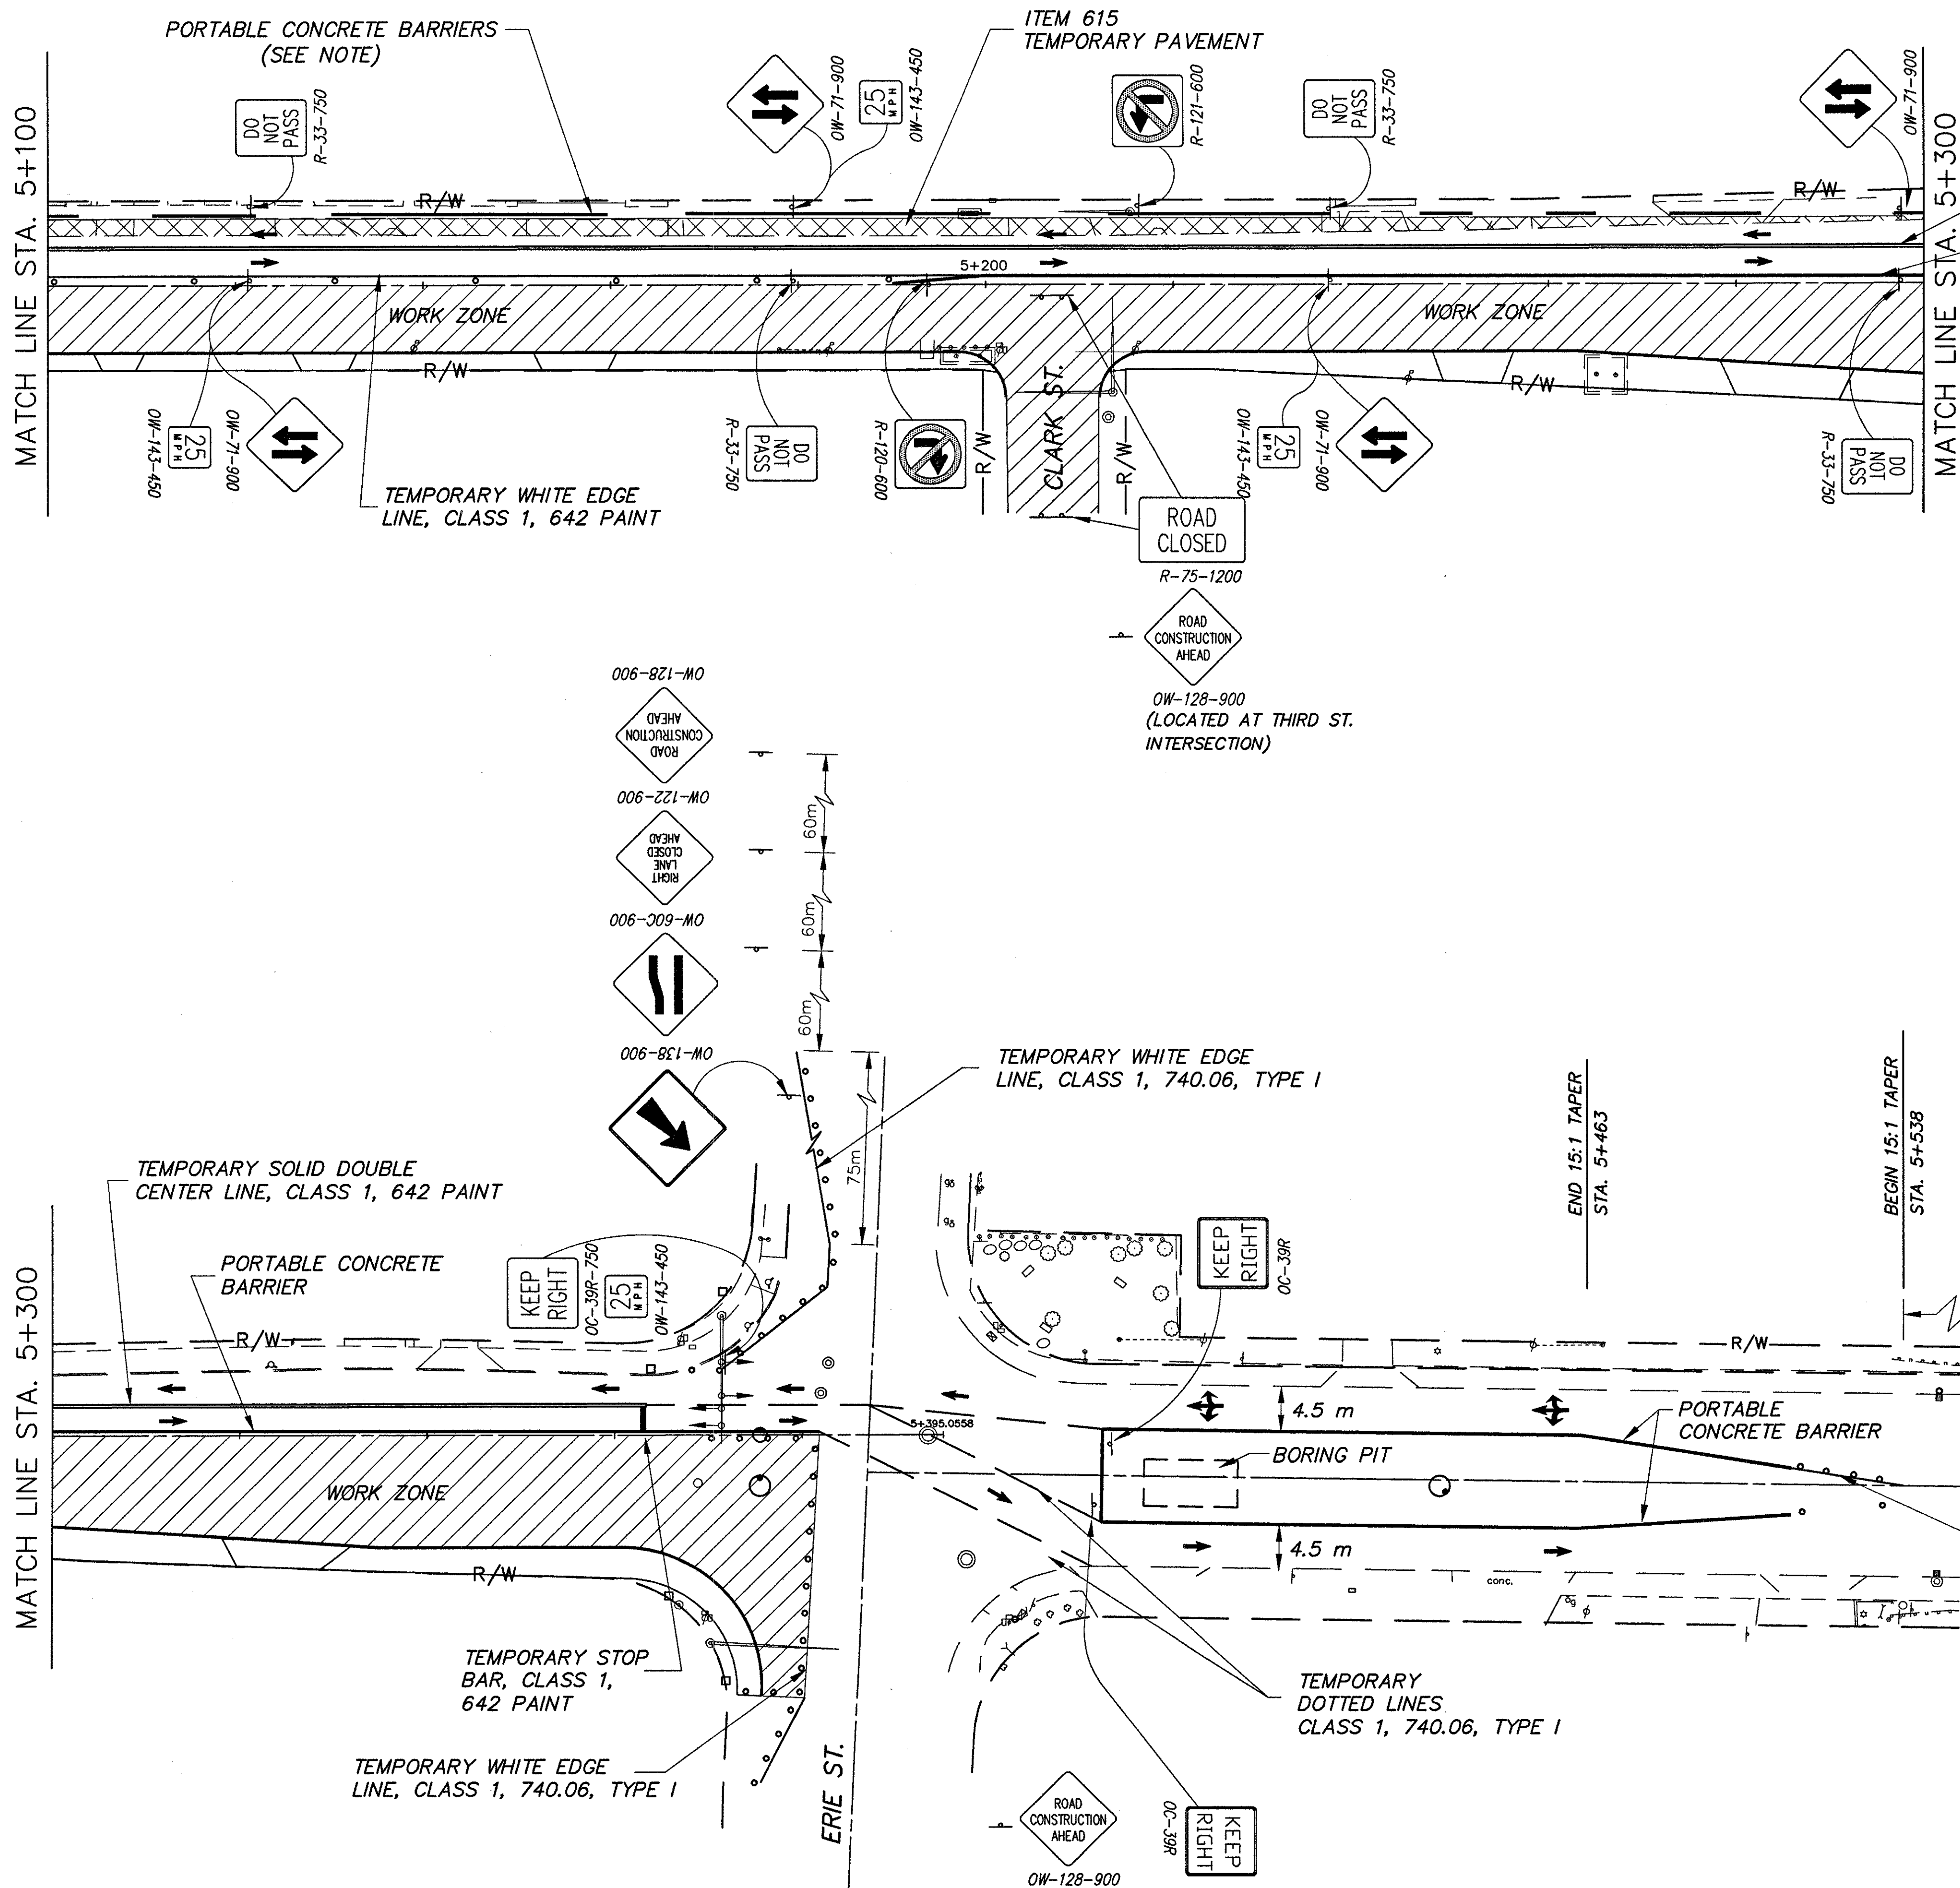 PORTABLE CONCRETE BARRIERS
(SEE NOTE)
ITEM 615
TEMPORARY PAVEMENT
MATCH LINE STA. 5+100
DO
NOT
PASS
R-33-750
OW-71-900
25
MPH
OW-143-450
R-121-600
DO
NOT
PASS
R-33-750
OW-71-900
MATCH LINE STA. 5+300
R/W
R/W
5+200
WORK ZONE
WORK ZONE
R/W
R/W
OW-143-450
25
MPH
OW-71-900
R-33-750
DO
NOT
PASS
R-120-600
R/W
CLARK ST.
R/W
OW-143-450
25
MPH
OW-71-900
R-33-750
DO
NOT
PASS
TEMPORARY WHITE EDGE
LINE, CLASS 1, 642 PAINT
ROAD
CLOSED
R-75-1200
ROAD
CONSTRUCTION
AHEAD
OW-128-900
(LOCATED AT THIRD ST.
INTERSECTION)
OW-128-900
ROAD
CONSTRUCTION
AHEAD
OW-122-900
RIGHT
LANE
CLOSED
AHEAD
OW-60C-900
OW-138-900
60m
60m
60m
75m
TEMPORARY WHITE EDGE
LINE, CLASS 1, 740.06, TYPE I
END 15:1 TAPER
STA. 5+463
BEGIN 15:1 TAPER
STA. 5+538
TEMPORARY SOLID DOUBLE
CENTER LINE, CLASS 1, 642 PAINT
PORTABLE CONCRETE
BARRIER
KEEP
RIGHT
OC-39R-750
25
MPH
OW-143-450
KEEP
RIGHT
OC-39R
MATCH LINE STA. 5+300
R/W
R/W
5+395.0558
4.5 m
PORTABLE
CONCRETE BARRIER
BORING PIT
WORK ZONE
4.5 m
R/W
conc.
TEMPORARY STOP
BAR, CLASS 1,
642 PAINT
TEMPORARY
DOTTED LINES
CLASS 1, 740.06, TYPE I
TEMPORARY WHITE EDGE
LINE, CLASS 1, 740.06, TYPE I
ERIE ST.
ROAD
CONSTRUCTION
AHEAD
OW-128-900
OC-39R
KEEP
RIGHT